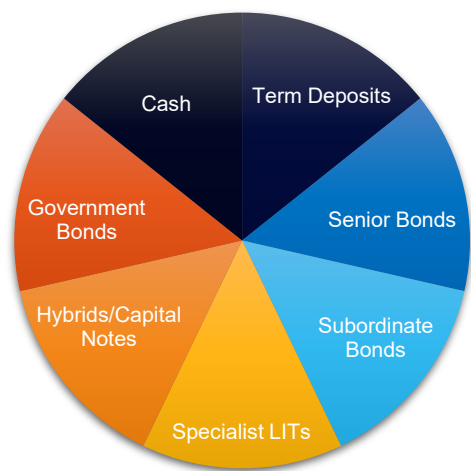 Cash
Term Deposits
Senior Bonds
Subordinate
Bonds
Specialist LITs
Hybrids/Capital
Notes
Government
Bonds